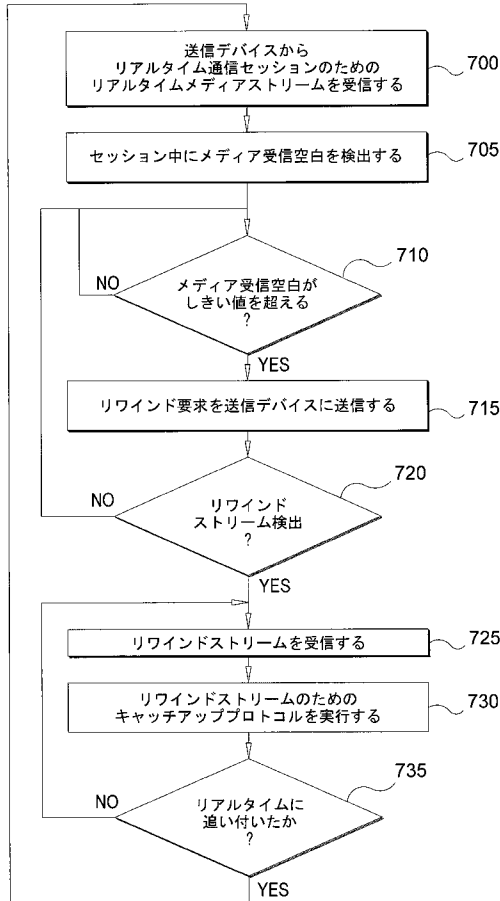 送信デバイスから
リアルタイム通信セッションのための
リアルタイムメディアストリームを受信する
700
セッション中にメディア受信空白を検出する
705
710
NO
メディア受信空白が
しきい値を超える
?
YES
リワインド要求を送信デバイスに送信する
715
720
NO
リワインド
ストリーム検出
?
YES
リワインドストリームを受信する
725
リワインドストリームのための
キャッチアッププロトコルを実行する
730
735
NO
リアルタイムに
追い付いたか
?
YES